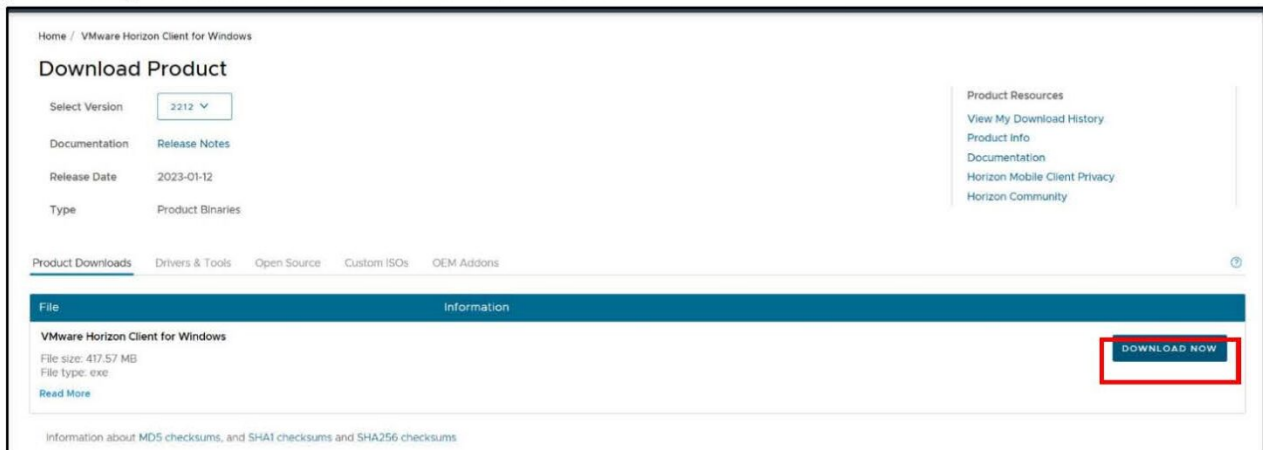 Home / VMware Horizon Client for Windows
Download Product
Select Version 2212
Documentation Release Notes
Release Date 2023-01-12
Type Product Binaries
Product Resources
View My Download History
Product Info
Documentation
Horizon Mobile Client Privacy
Horizon Community
Product Downloads Drivers & Tools Open Source Custom ISOs OEM Addons
File Information
VMware Horizon Client for Windows
File size: 417.57 MB
File type: exe
Read More
DOWNLOAD NOW
Information about MD5 checksums, and SHA1 checksums and SHA256 checksums